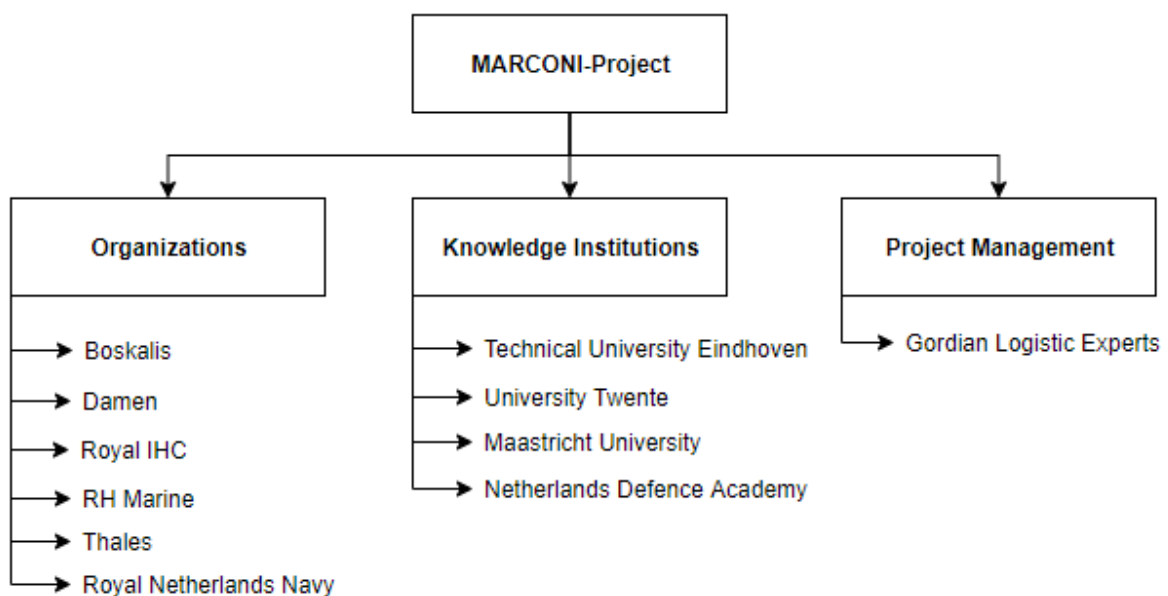 MARCONI-Project
Organizations
Boskalis
Damen
Royal IHC
RH Marine
Thales
Royal Netherlands Navy
Knowledge Institutions
Technical University Eindhoven
University Twente
Maastricht University
Netherlands Defence Academy
Project Management
Gordian Logistic Experts